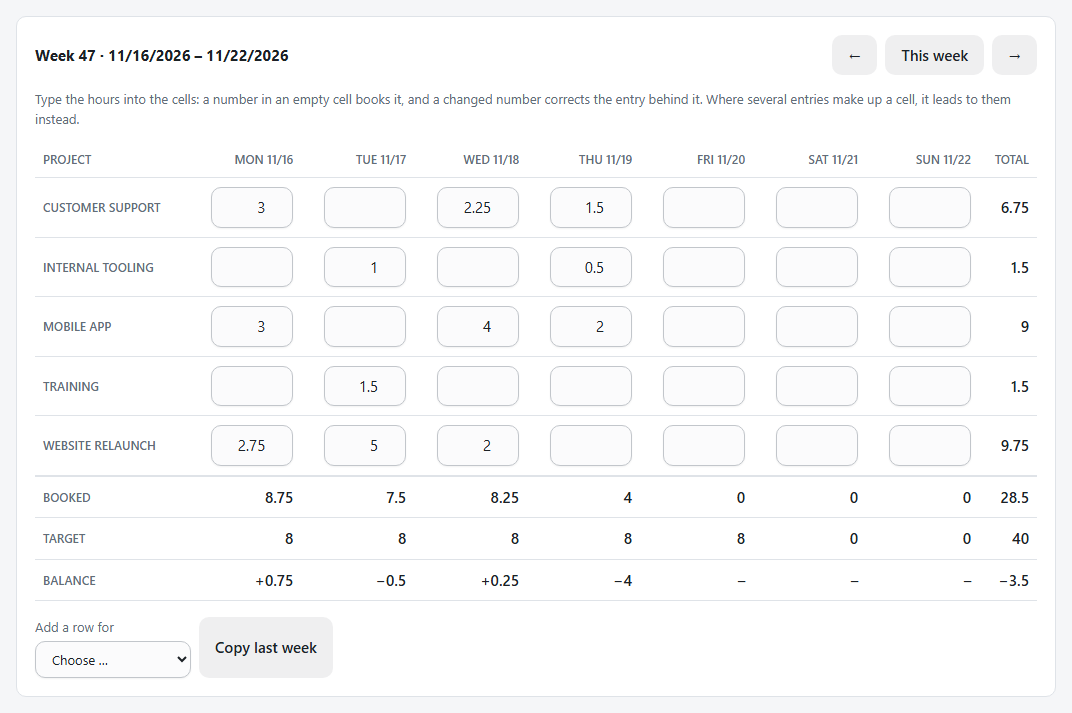 Week 47 · 11/16/2026 – 11/22/2026 ← This week →
Type the hours into the cells: a number in an empty cell books it, and a changed number corrects the entry behind it. Where several entries make up a cell, it leads to them
instead.
PROJECT MON 11/16 TUE 11/17 WED 11/18 THU 11/19 FRI 11/20 SAT 11/21 SUN 11/22 TOTAL
CUSTOMER SUPPORT 3 2.25 1.5 6.75
INTERNAL TOOLING 1 0.5 1.5
MOBILE APP 3 4 2 9
TRAINING 1.5 1.5
WEBSITE RELAUNCH 2.75 5 2 9.75
BOOKED 8.75 7.5 8.25 4 0 0 0 28.5
TARGET 8 8 8 8 8 0 0 40
BALANCE +0.75 −0.5 +0.25 −4 – – – −3.5
Add a row for
Choose ... Copy last week